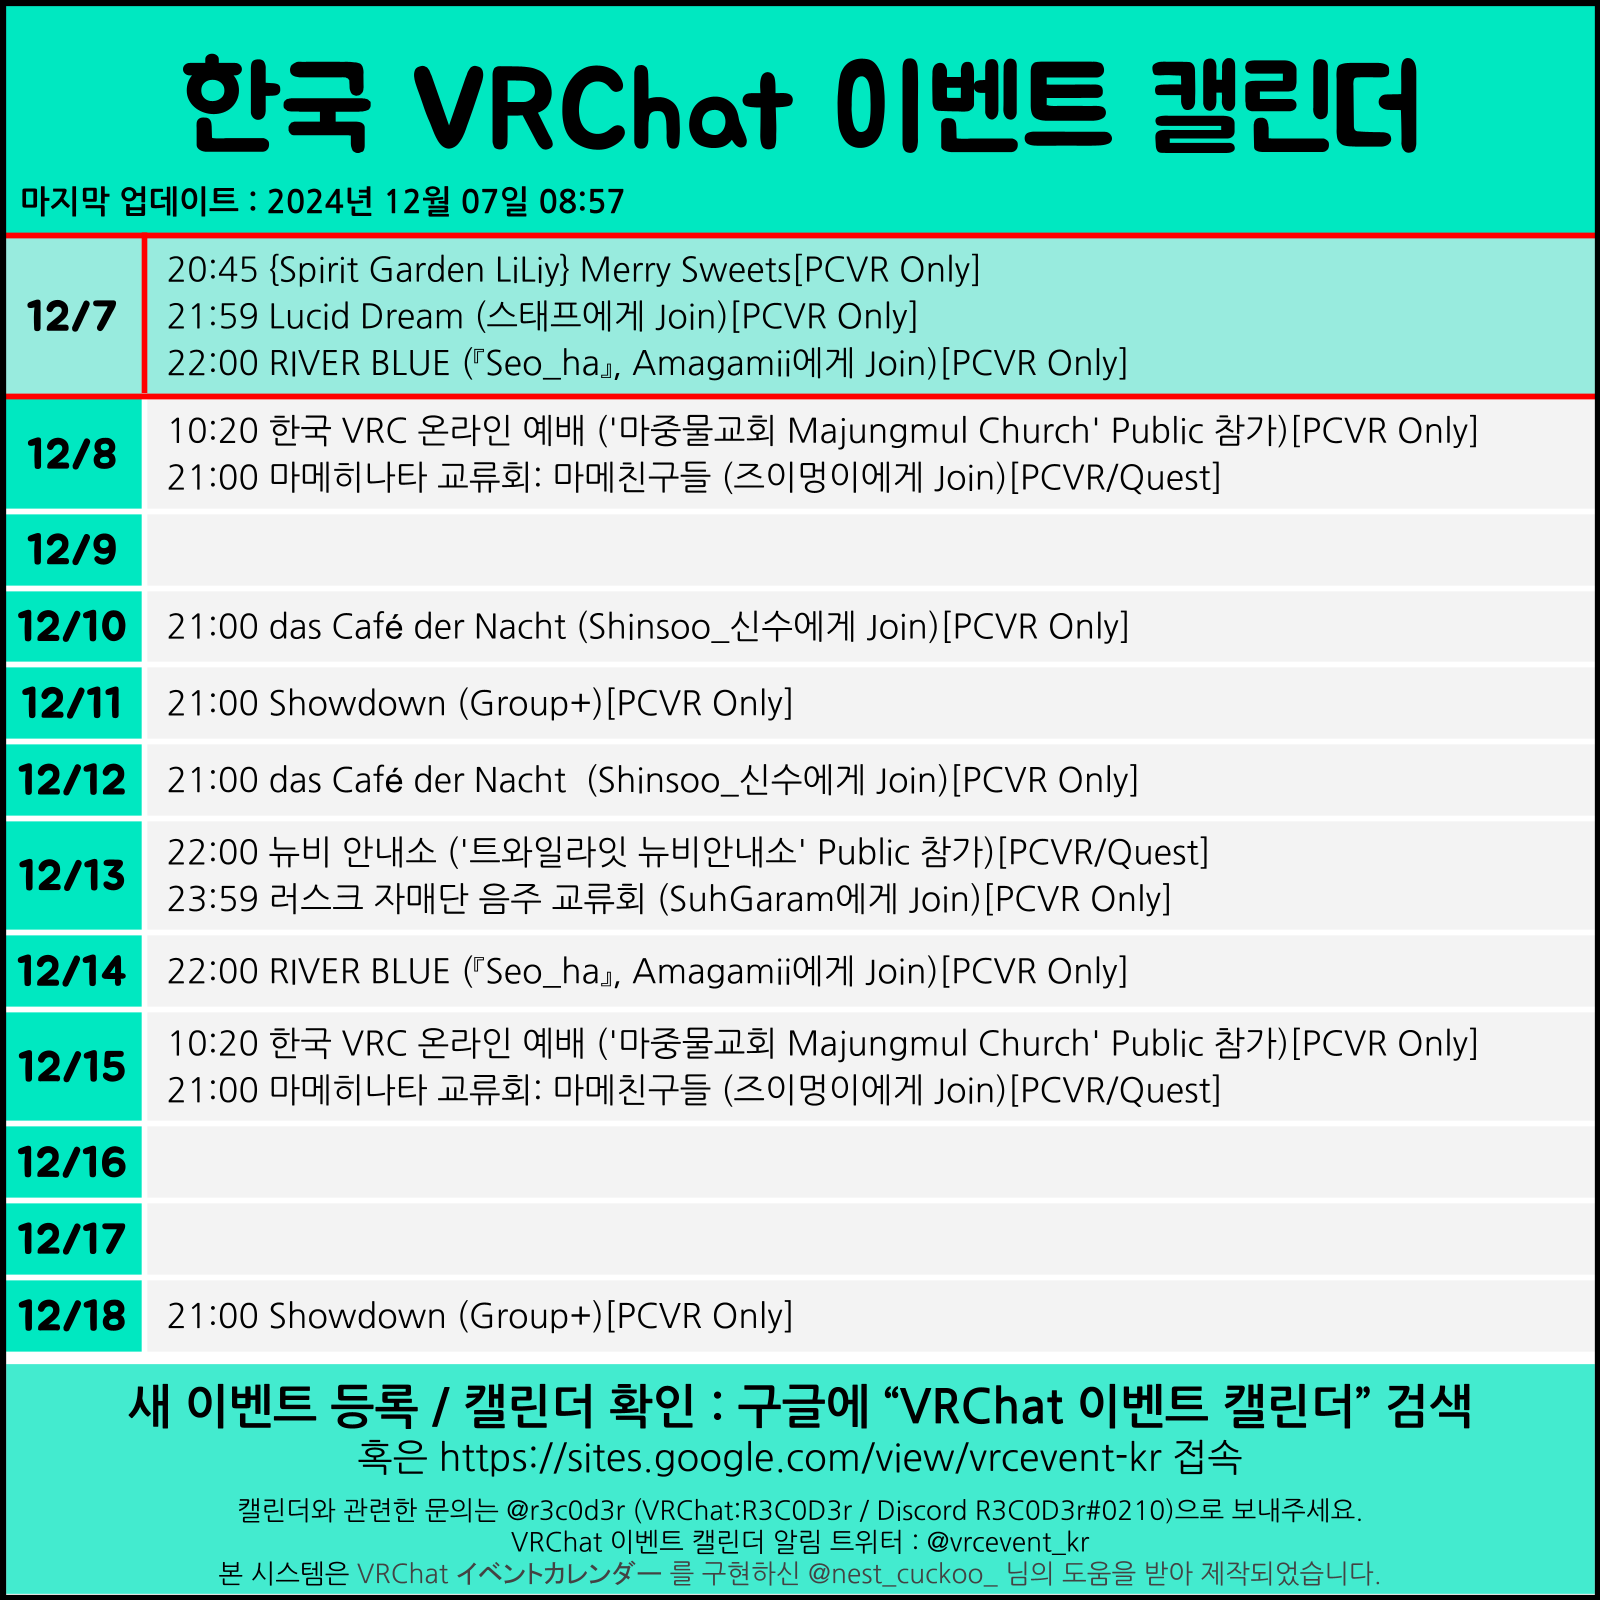 한국 VRChat 이벤트 캘린더
마지막 업데이트 : 2024년 12월 07일 08:57
12/7
20:45 {Spirit Garden LiLiy} Merry Sweets[PCVR Only]
21:59 Lucid Dream (스태프에게 Join)[PCVR Only]
22:00 RIVER BLUE (『Seo_ha』, Amagamii에게 Join)[PCVR Only]
12/8
10:20 한국 VRC 온라인 예배 ('마중물교회 Majungmul Church' Public 참가)[PCVR Only]
21:00 마메히나타 교류회: 마메친구들 (즈이멍이에게 Join)[PCVR/Quest]
12/9
12/10
21:00 das Café der Nacht (Shinsoo_신수에게 Join)[PCVR Only]
12/11
21:00 Showdown (Group+)[PCVR Only]
12/12
21:00 das Café der Nacht  (Shinsoo_신수에게 Join)[PCVR Only]
12/13
22:00 뉴비 안내소 ('트와일라잇 뉴비안내소' Public 참가)[PCVR/Quest]
23:59 러스크 자매단 음주 교류회 (SuhGaram에게 Join)[PCVR Only]
12/14
22:00 RIVER BLUE (『Seo_ha』, Amagamii에게 Join)[PCVR Only]
12/15
10:20 한국 VRC 온라인 예배 ('마중물교회 Majungmul Church' Public 참가)[PCVR Only]
21:00 마메히나타 교류회: 마메친구들 (즈이멍이에게 Join)[PCVR/Quest]
12/16
12/17
12/18
21:00 Showdown (Group+)[PCVR Only]
새 이벤트 등록 / 캘린더 확인 : 구글에 “VRChat 이벤트 캘린더” 검색
혹은 https://sites.google.com/view/vrcevent-kr 접속
캘린더와 관련한 문의는 @r3c0d3r (VRChat:R3C0D3r / Discord R3C0D3r#0210)으로 보내주세요.
VRChat 이벤트 캘린더 알림 트위터 : @vrcevent_kr
본 시스템은 VRChat イベントカレンダー 를 구현하신 @nest_cuckoo_ 님의 도움을 받아 제작되었습니다.